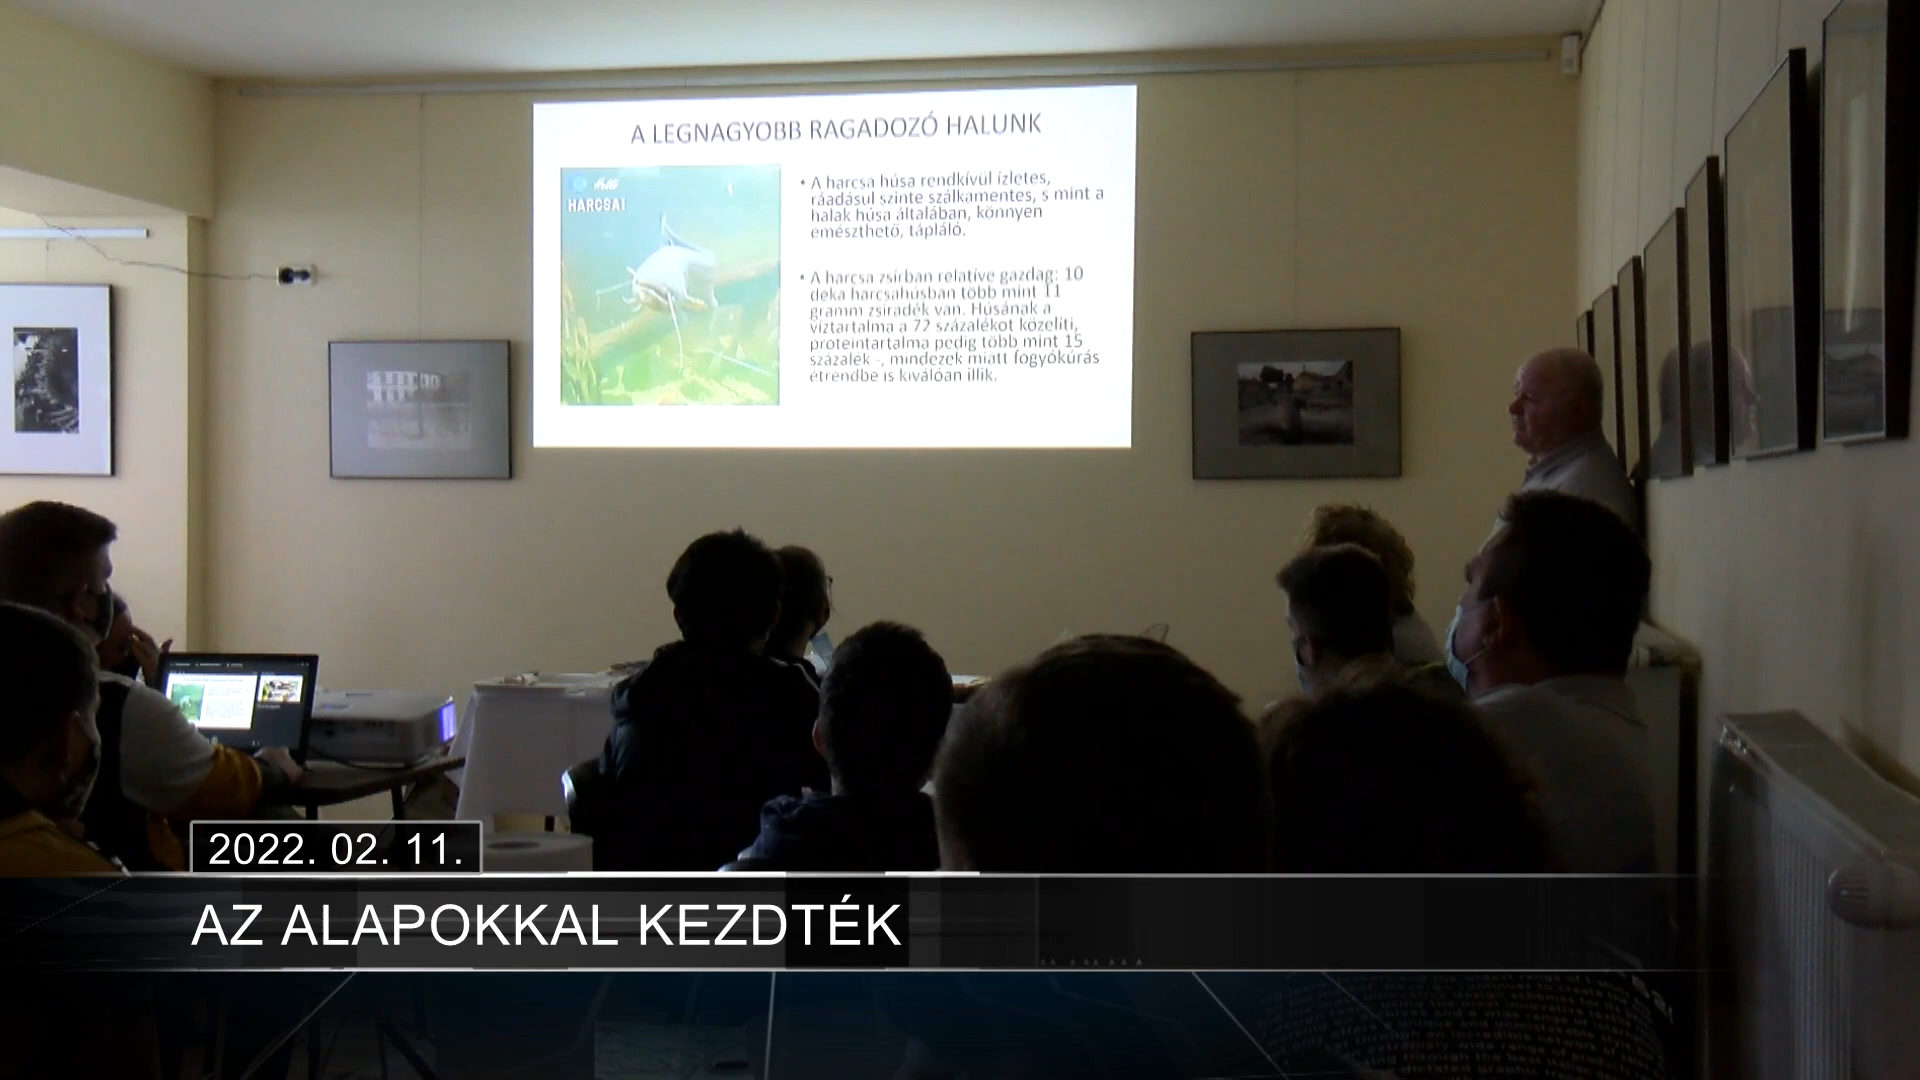 A LEGNAGYOBB RAGADOZÓ HALUNK
Helló
HARCSA!
• A harcsa húsa rendkívül ízletes,
ráadásul szinte szálkamentes, s mint a
halak húsa általában, könnyen
emészthető, tápláló.
• A harcsa zsírban relatíve gazdag: 10
deka harcsahúsban több mint 11
gramm zsiradék van. Húsának a
víztartalma a 72 százalékot közelíti,
proteintartalma pedig több mint 15
százalék -, mindezek miatt fogyókúrás
étrendbe is kiválóan illik.
2022. 02. 11.
AZ ALAPOKKAL KEZDTÉK